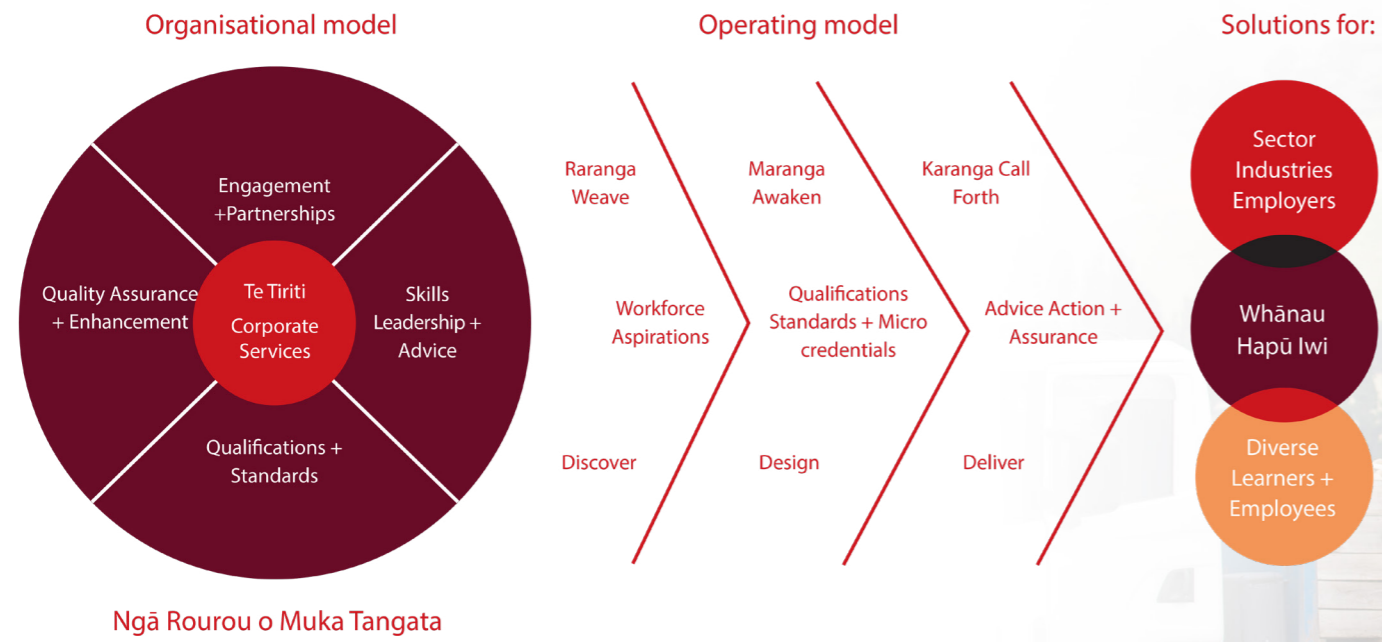 Organisational model
Engagement
+Partnerships
Quality Assurance
+ Enhancement
Te Tiriti
Corporate
Services
Skills
Leadership +
Advice
Qualifications +
Standards
Ngā Rourou o Muka Tangata
Operating model
Raranga
Weave
Workforce
Aspirations
Discover
Maranga
Awaken
Qualifications
Standards + Micro
credentials
Design
Karanga Call
Forth
Advice Action +
Assurance
Deliver
Solutions for:
Sector
Industries
Employers
Whānau
Hapū Iwi
Diverse
Learners +
Employees